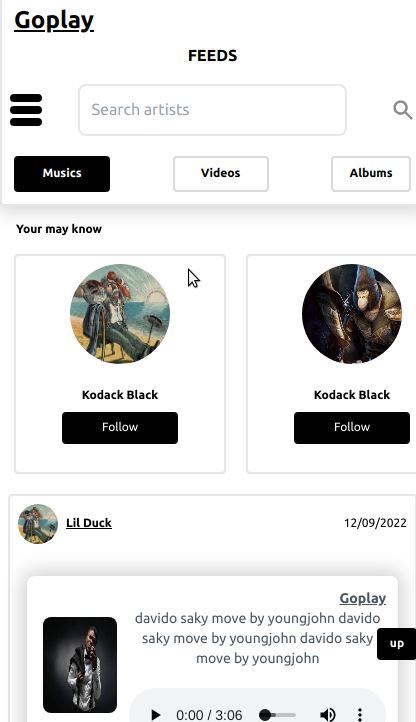 Goplay
FEEDS
Search artists
Musics
Videos
Albums
Your may know
Kodack Black
Follow
Kodack Black
Follow
Lil Duck
12/09/2022
Goplay
davido saky move by youngjohn davido
saky move by youngjohn davido saky
move by youngjohn
up
0:00 / 3:06